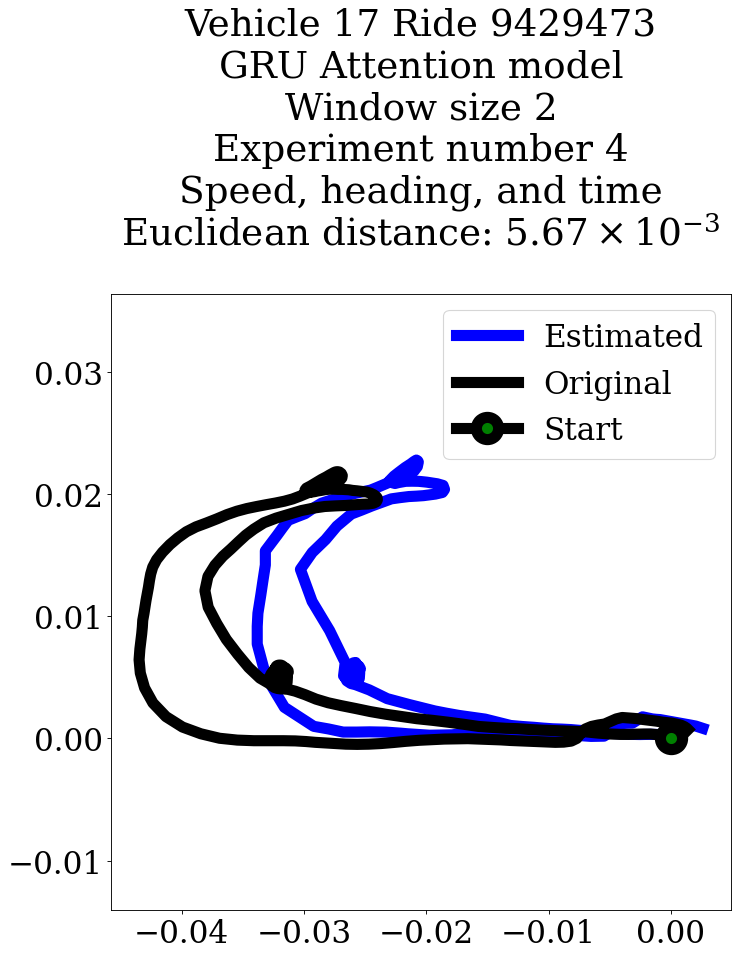 Vehicle 17 Ride 9429473
GRU Attention model
Window size 2
Experiment number 4
Speed, heading, and time
Euclidean distance: 5.67 × 10⁻³
Estimated
Original
Start
0.03
0.02
0.01
0.00
−0.01
−0.04
−0.03
−0.02
−0.01
0.00